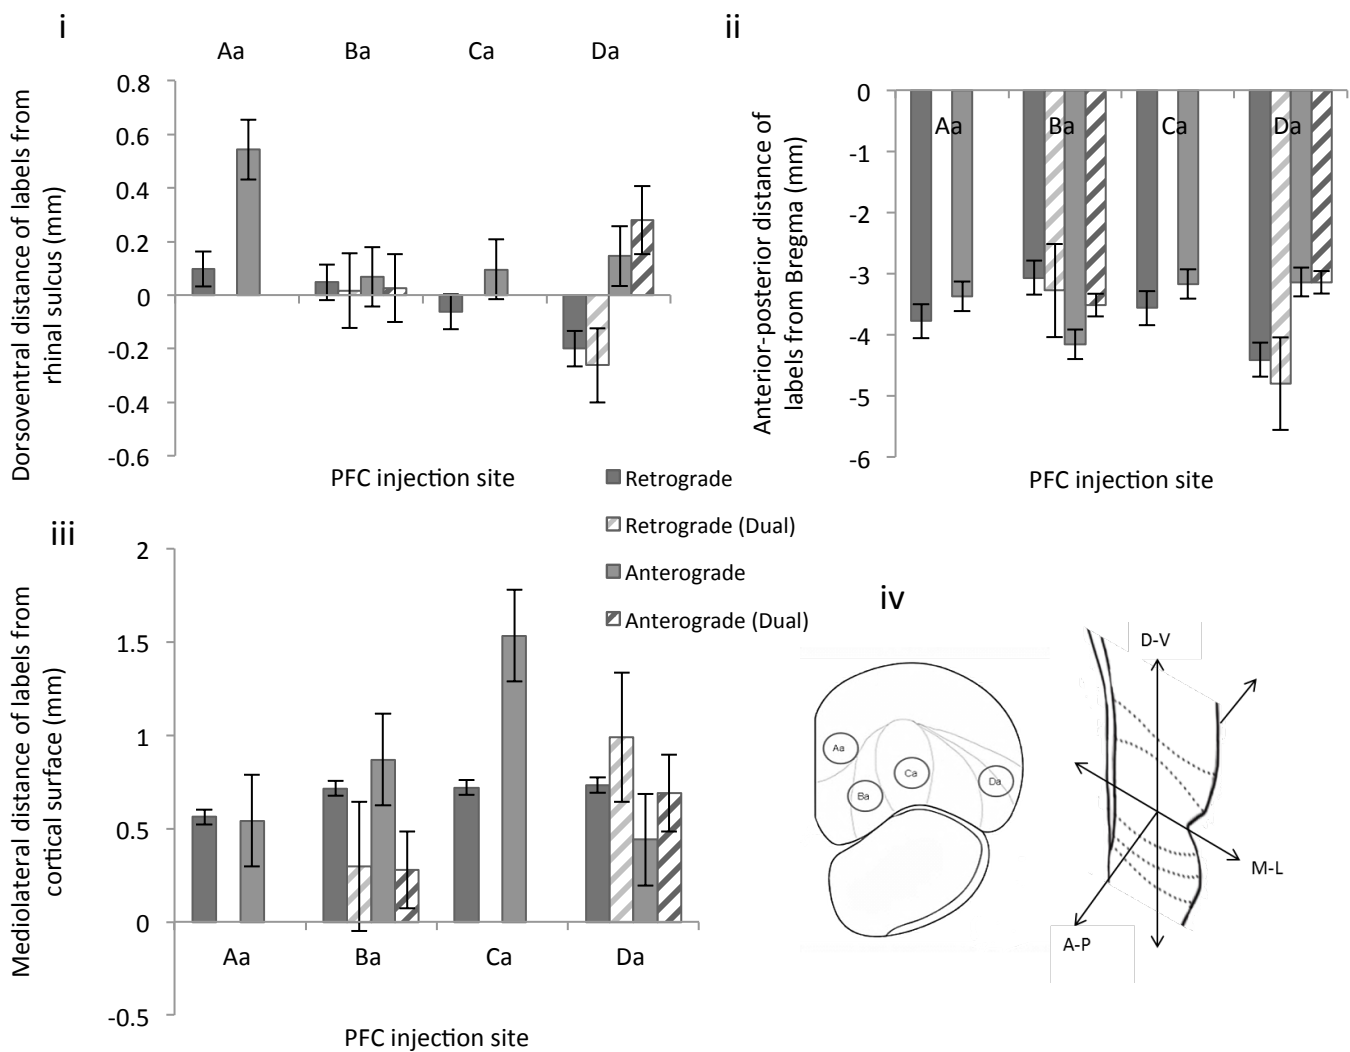 i
Aa Ba Ca Da
Dorsoventral distance of labels from
rhinal sulcus (mm)
0.8
0.6
0.4
0.2
0
-0.2
-0.4
-0.6
PFC injection site
ii
Anterior-posterior distance of
labels from Bregma (mm)
0
-1
-2
-3
-4
-5
-6
Aa Ba Ca Da
PFC injection site
Retrograde
Retrograde (Dual)
Anterograde
Anterograde (Dual)
iii
Mediolateral distance of labels from
cortical surface (mm)
2
1.5
1
0.5
0
-0.5
Aa Ba Ca Da
PFC injection site
iv
Aa
Ba
Ca
Da
D-V
M-L
A-P